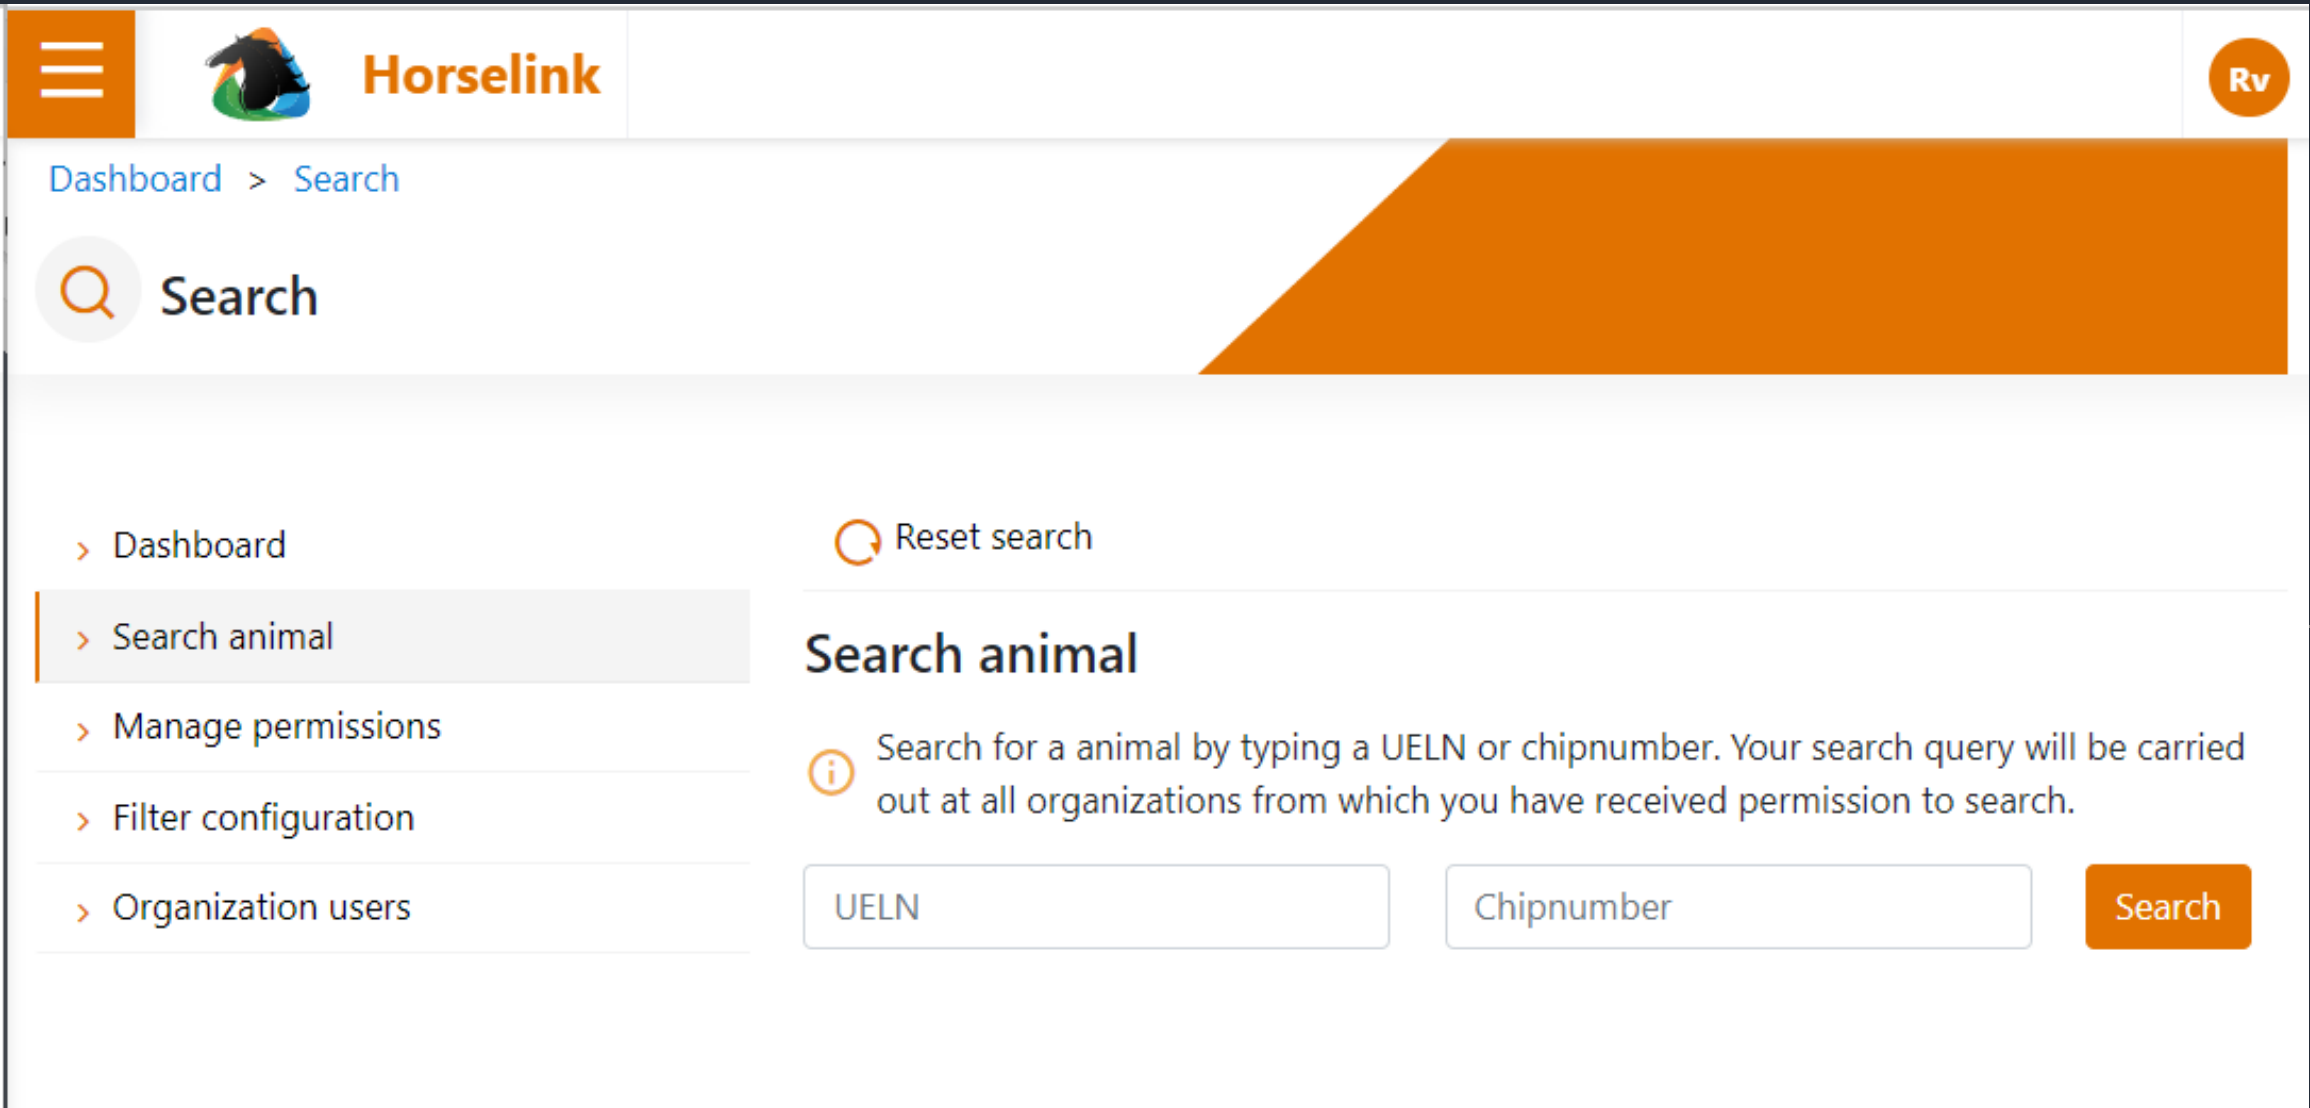 Horselink
Rv
Dashboard > Search
Search
Dashboard
Search animal
Manage permissions
Filter configuration
Organization users
Reset search
Search animal
Search for a animal by typing a UELN or chipnumber. Your search query will be carried
out at all organizations from which you have received permission to search.
UELN
Chipnumber
Search